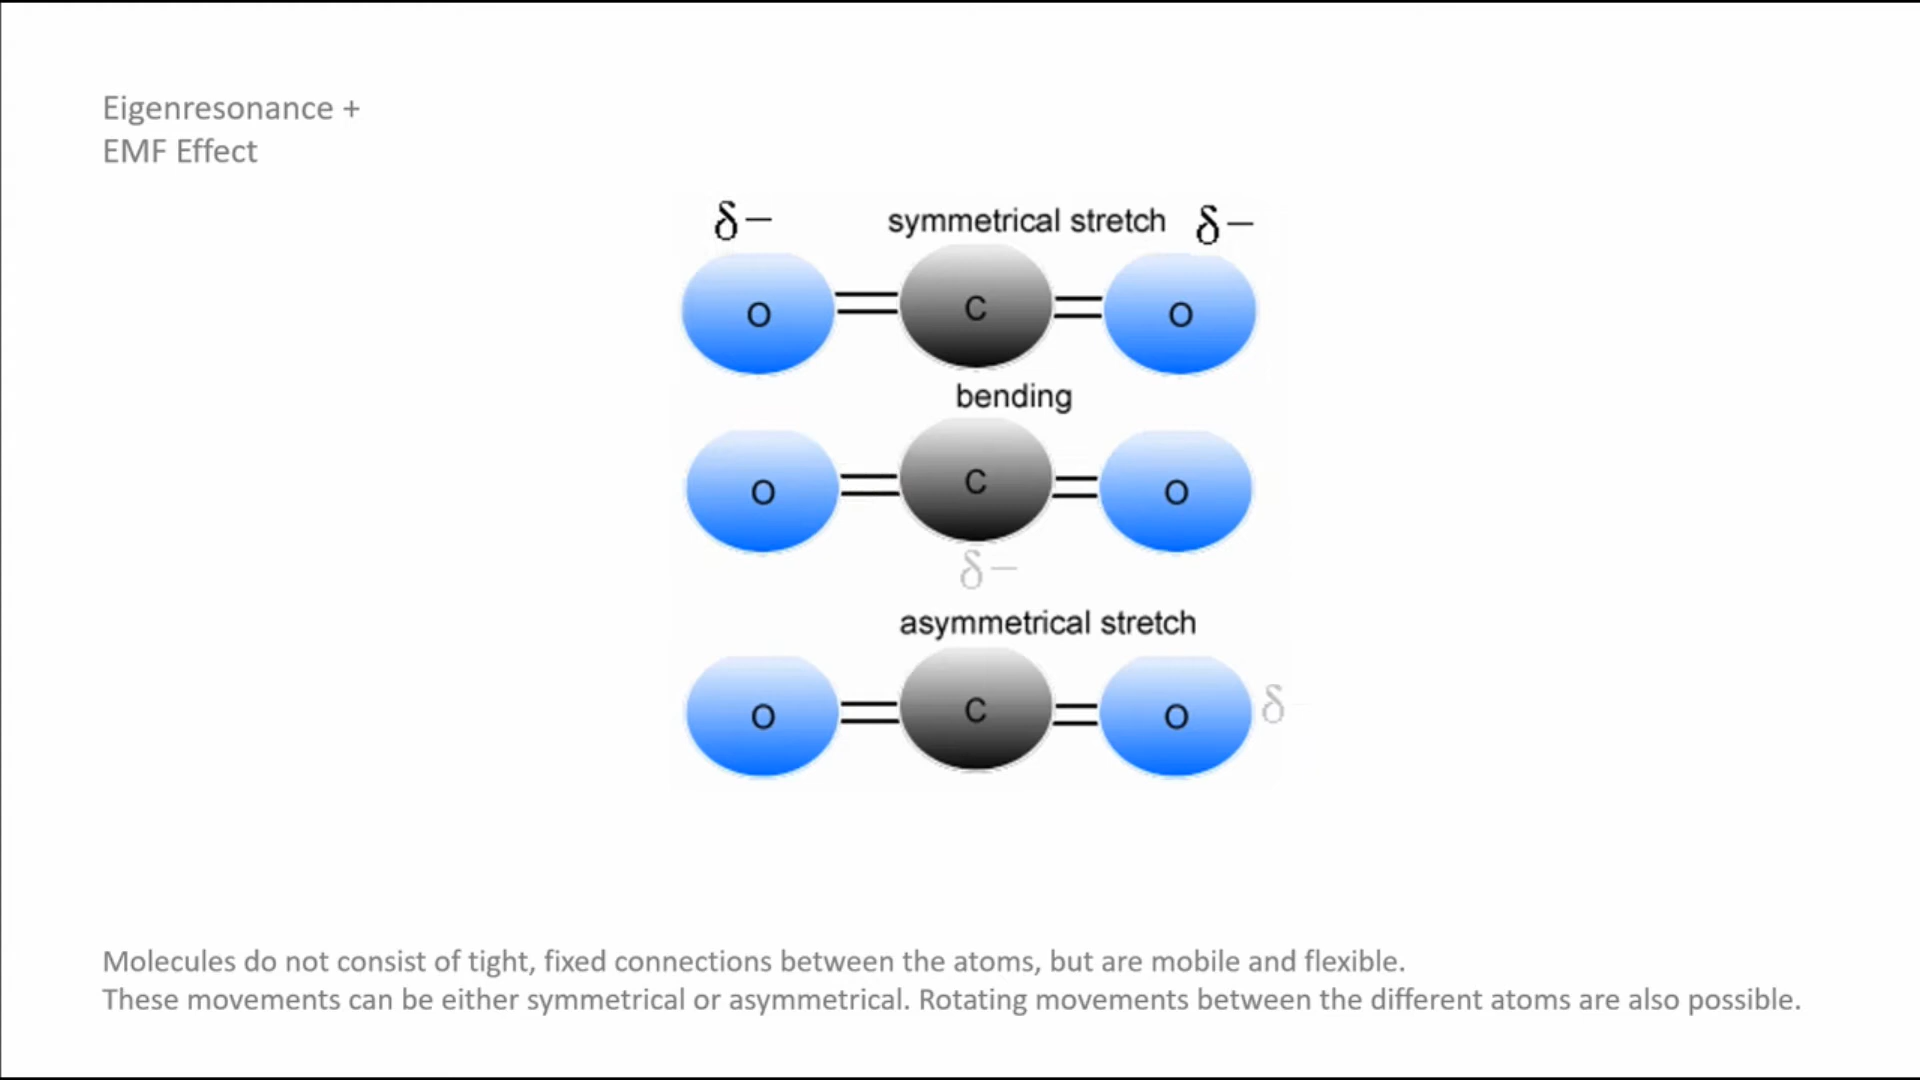 Eigenresonance +
EMF Effect
δ− symmetrical stretch δ−
O C O
bending
O C O
δ−
asymmetrical stretch
O C O δ
Molecules do not consist of tight, fixed connections between the atoms, but are mobile and flexible.
These movements can be either symmetrical or asymmetrical. Rotating movements between the different atoms are also possible.